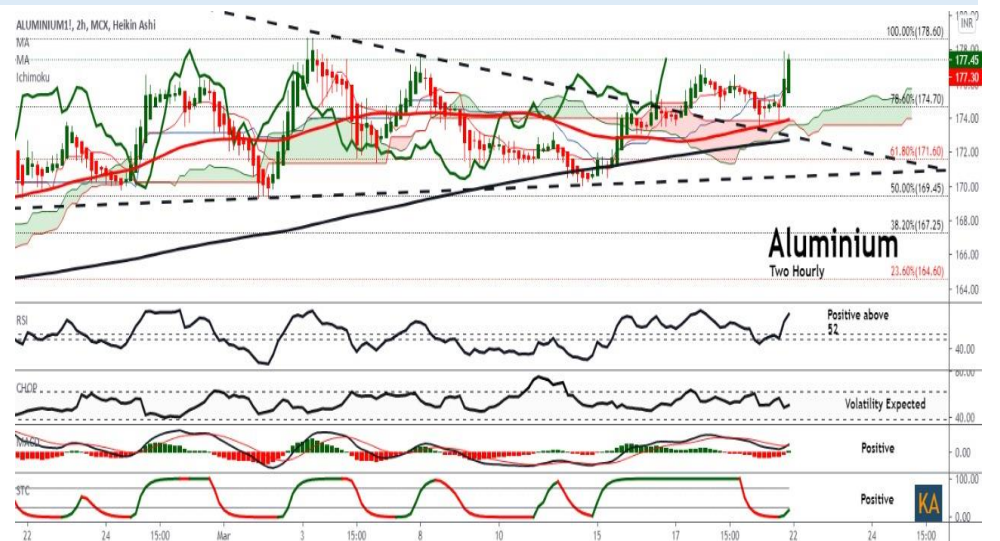 ALUMINIUM1!, 2h, MCX, Heikin Ashi
MA
MA
Ichimoku
INR
100.00%(178.60)
178.00
177.45
177.30
78.60%(174.70)
174.00
172.00
61.80%(171.60)
170.00
50.00%(169.45)
168.00
38.20%(167.25)
166.00
23.60%(164.60)
164.00
Aluminium
Two Hourly
RSI
Positive above
52
40.00
60.00
CHOP
Volatility Expected
40.00
MACD
Positive
0.00
100.00
STC
Positive
KA
0.00
22 24 15:00 Mar 3 15:00 8 10 15 17 15:00 22 24 15:00